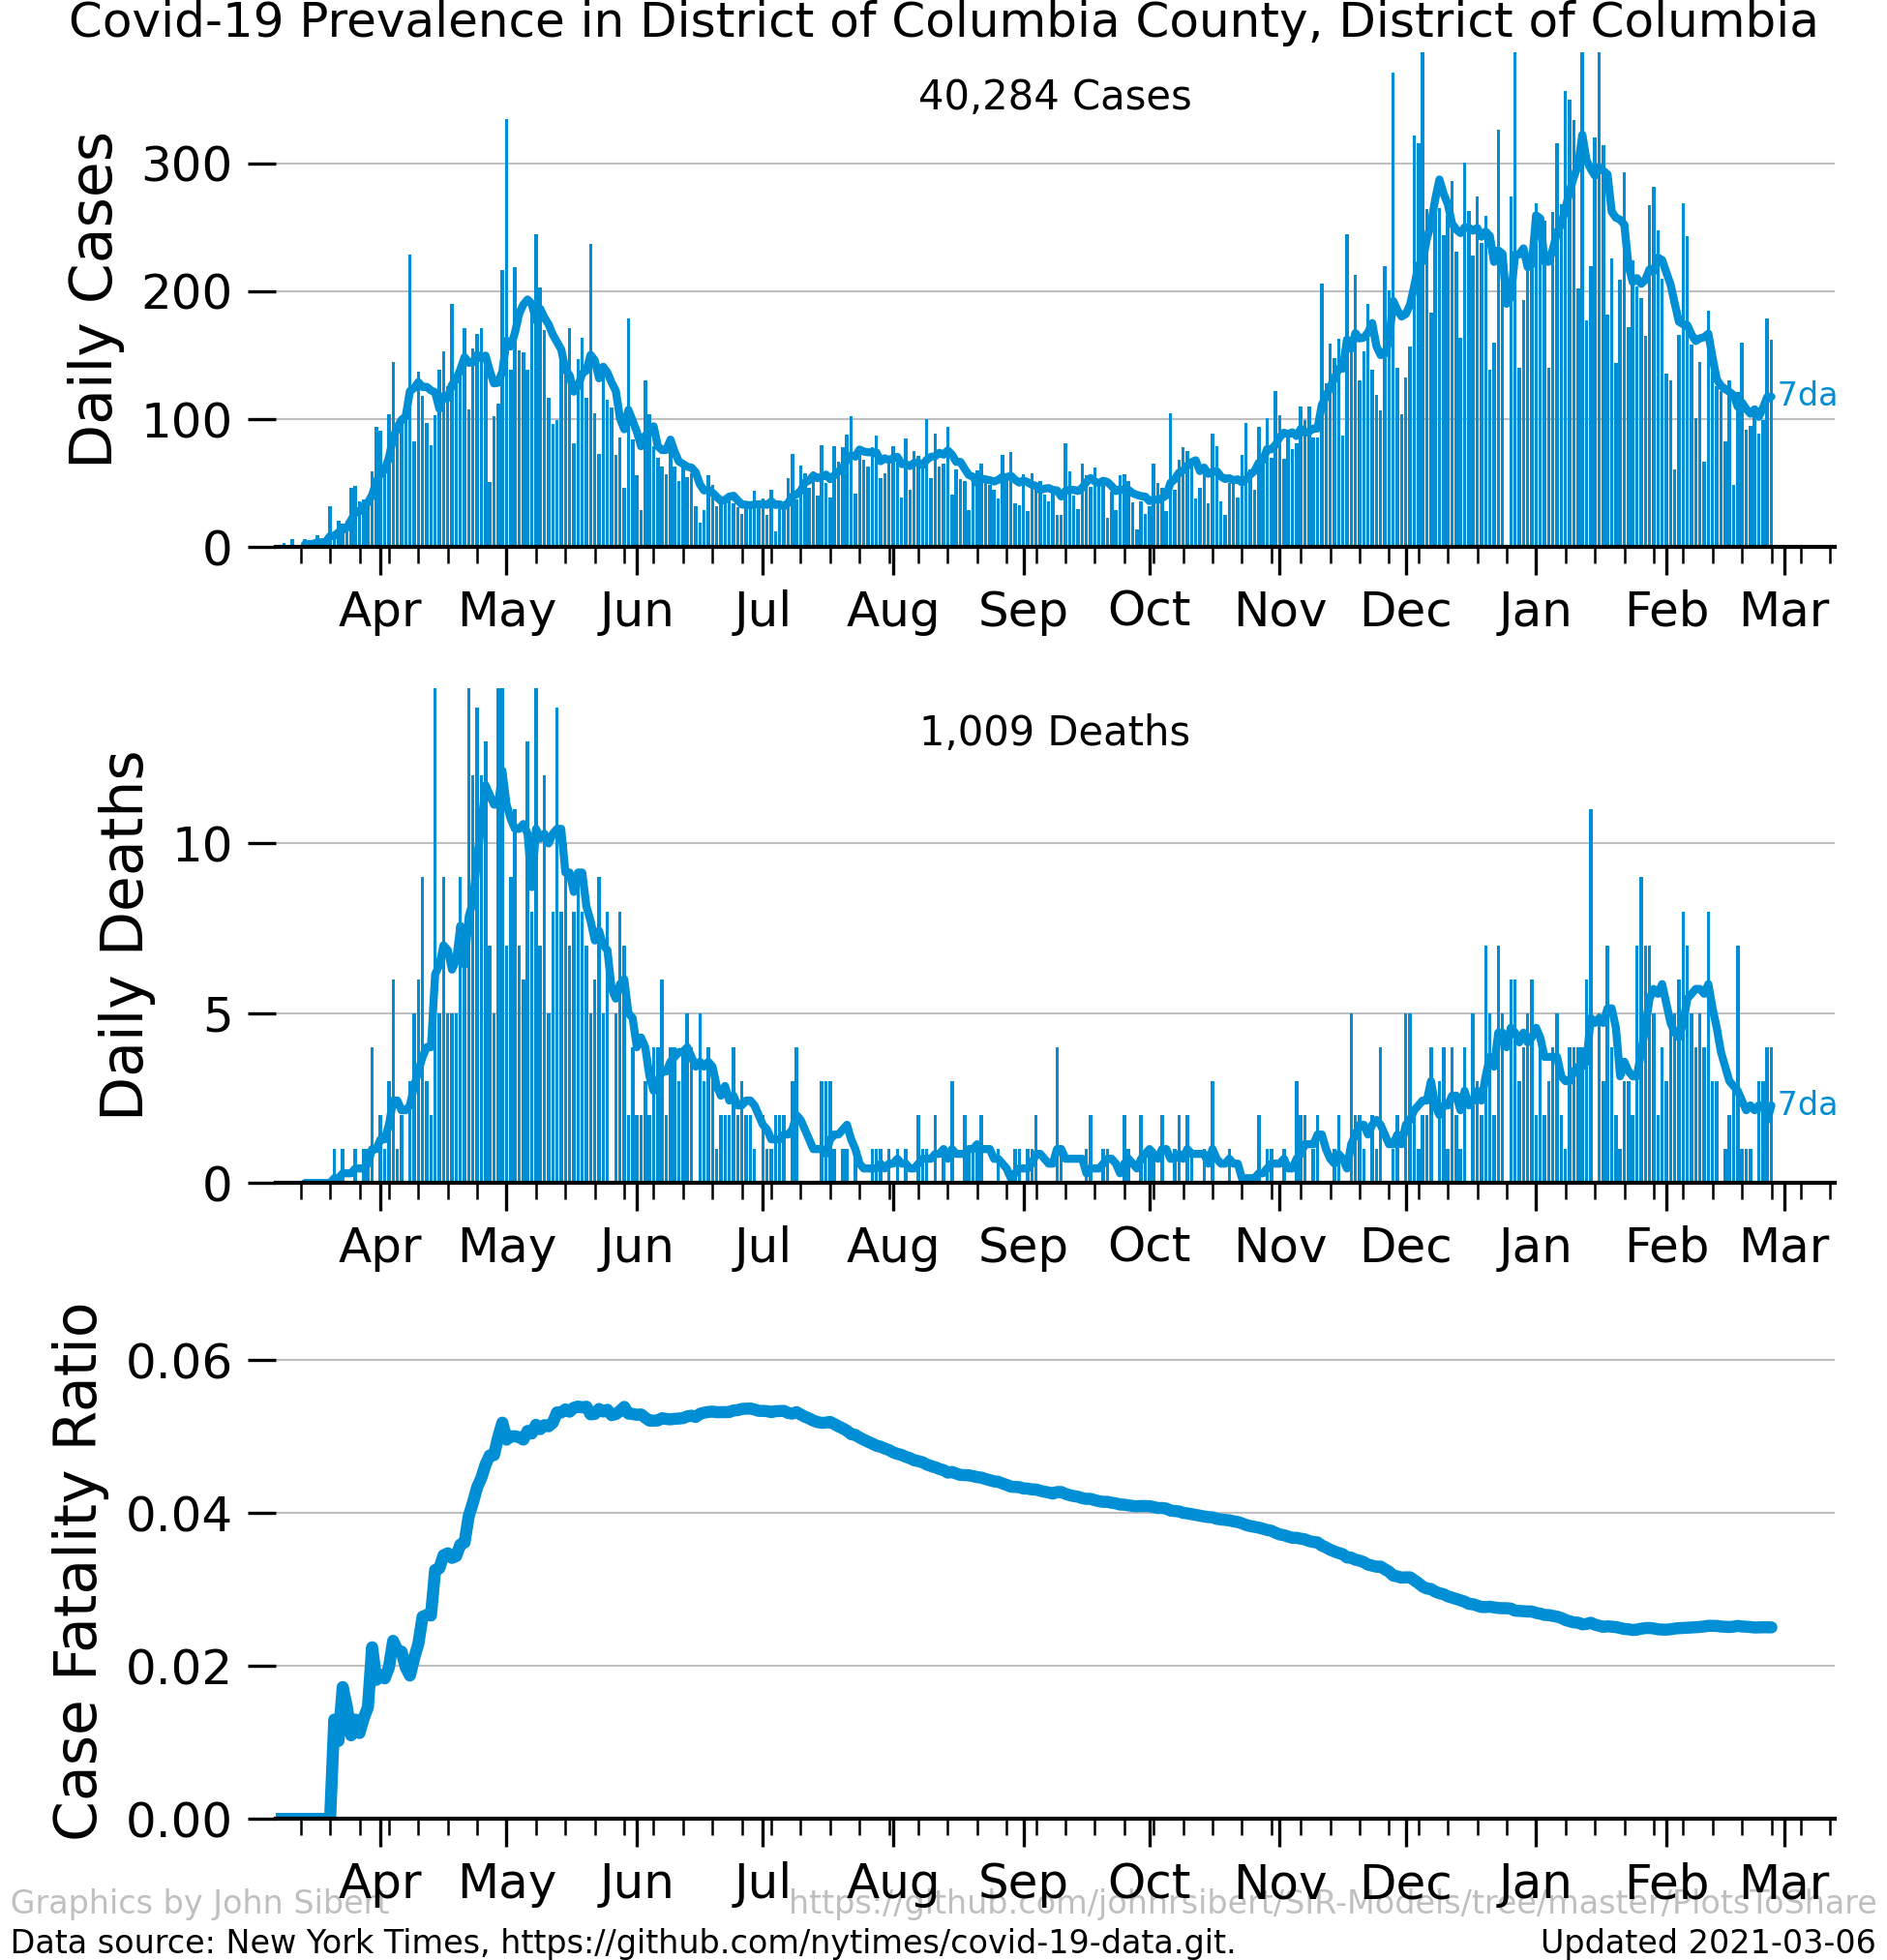 Covid-19 Prevalence in District of Columbia County, District of Columbia
40,284 Cases
Daily Cases
300
200
100
0
7da
Apr May Jun Jul Aug Sep Oct Nov Dec Jan Feb Mar
1,009 Deaths
Daily Deaths
10
5
0
7da
Apr May Jun Jul Aug Sep Oct Nov Dec Jan Feb Mar
Case Fatality Ratio
0.06
0.04
0.02
0.00
Apr May Jun Jul Aug Sep Oct Nov Dec Jan Feb Mar
Graphics by John Sibert https://github.com/johnrsibert/SIR-Models/tree/master/PlotsToShare
Data source: New York Times, https://github.com/nytimes/covid-19-data.git. Updated 2021-03-06